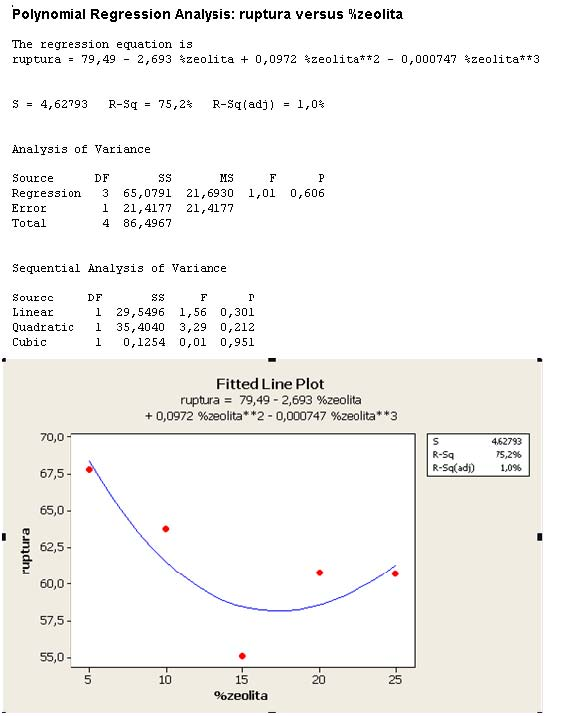 Polynomial Regression Analysis: ruptura versus %zeolita
The regression equation is
ruptura = 79,49 - 2,693 %zeolita + 0,0972 %zeolita**2 - 0,000747 %zeolita**3
S = 4,62793 R-Sq = 75,2% R-Sq(adj) = 1,0%
Analysis of Variance
Source DF SS MS F P
Regression 3 65,0791 21,6930 1,01 0,606
Error 1 21,4177 21,4177
Total 4 86,4967
Sequential Analysis of Variance
Source DF SS F P
Linear 1 29,5496 1,56 0,301
Quadratic 1 35,4040 3,29 0,212
Cubic 1 0,1254 0,01 0,951
Fitted Line Plot
ruptura = 79,49 - 2,693 %zeolita
+ 0,0972 %zeolita**2 - 0,000747 %zeolita**3
S 4,62793
R-Sq 75,2%
R-Sq(adj) 1,0%
70,0
67,5
65,0
62,5
60,0
57,5
55,0
ruptura
5 10 15 20 25
%zeolita